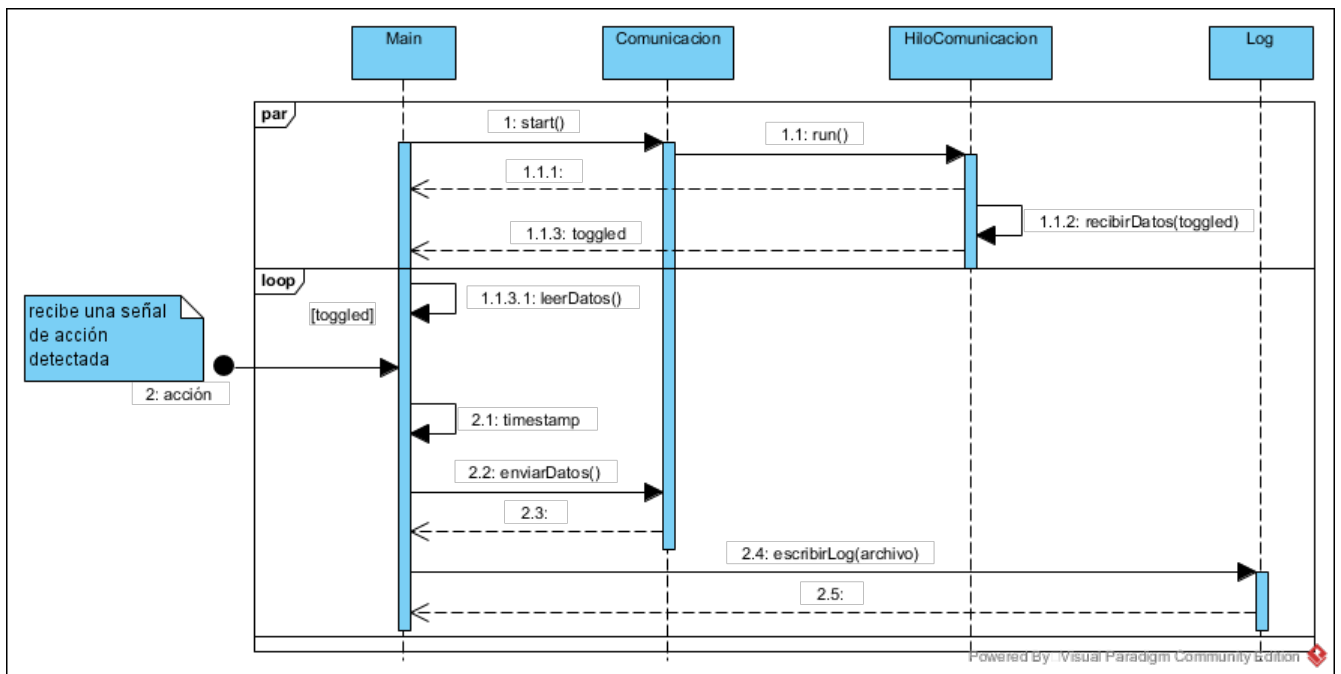 Main
Comunicacion
HiloComunicacion
Log
par
1: start()
1.1: run()
1.1.1:
1.1.2: recibirDatos(toggled)
1.1.3: toggled
loop
[toggled]
1.1.3.1: leerDatos()
recibe una señal
de acción
detectada
2: acción
2.1: timestamp
2.2: enviarDatos()
2.3:
2.4: escribirLog(archivo)
2.5:
Powered By Visual Paradigm Community Edition